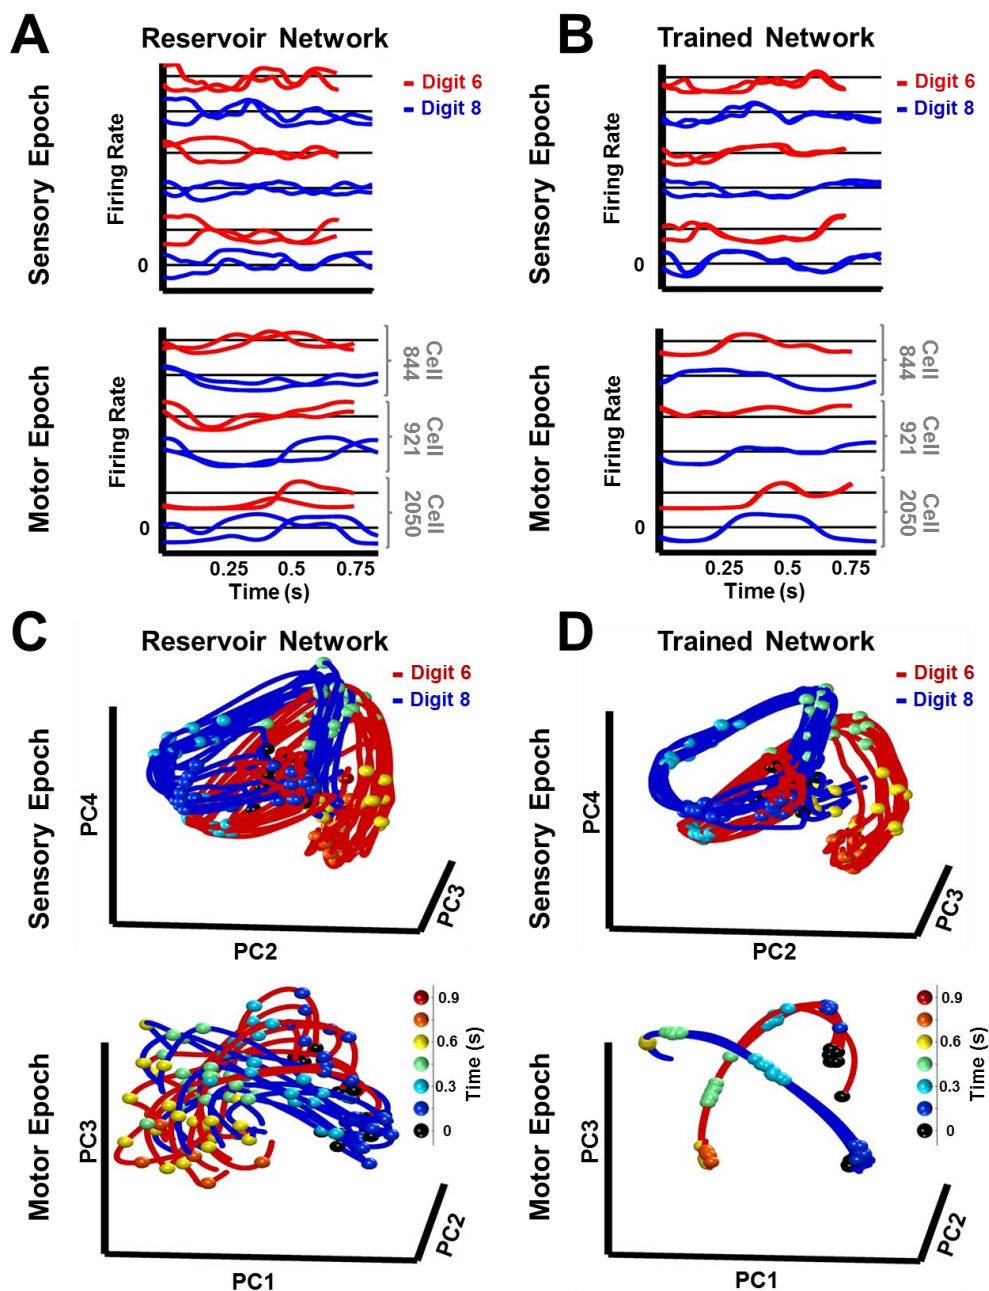 A
Reservoir Network
Sensory Epoch
Firing Rate
0
Digit 6
Digit 8
Motor Epoch
Firing Rate
0
Cell 844
Cell 921
Cell 2050
0.25 0.5 0.75
Time (s)
B
Trained Network
Sensory Epoch
Firing Rate
0
Digit 6
Digit 8
Motor Epoch
Firing Rate
0
Cell 844
Cell 921
Cell 2050
0.25 0.5 0.75
Time (s)
C
Reservoir Network
Digit 6
Digit 8
Sensory Epoch
PC4
PC2
PC3
Motor Epoch
PC3
PC1
PC2
0.9
0.6
0.3
0
Time (s)
D
Trained Network
Digit 6
Digit 8
Sensory Epoch
PC4
PC2
PC3
Motor Epoch
PC3
PC1
PC2
0.9
0.6
0.3
0
Time (s)